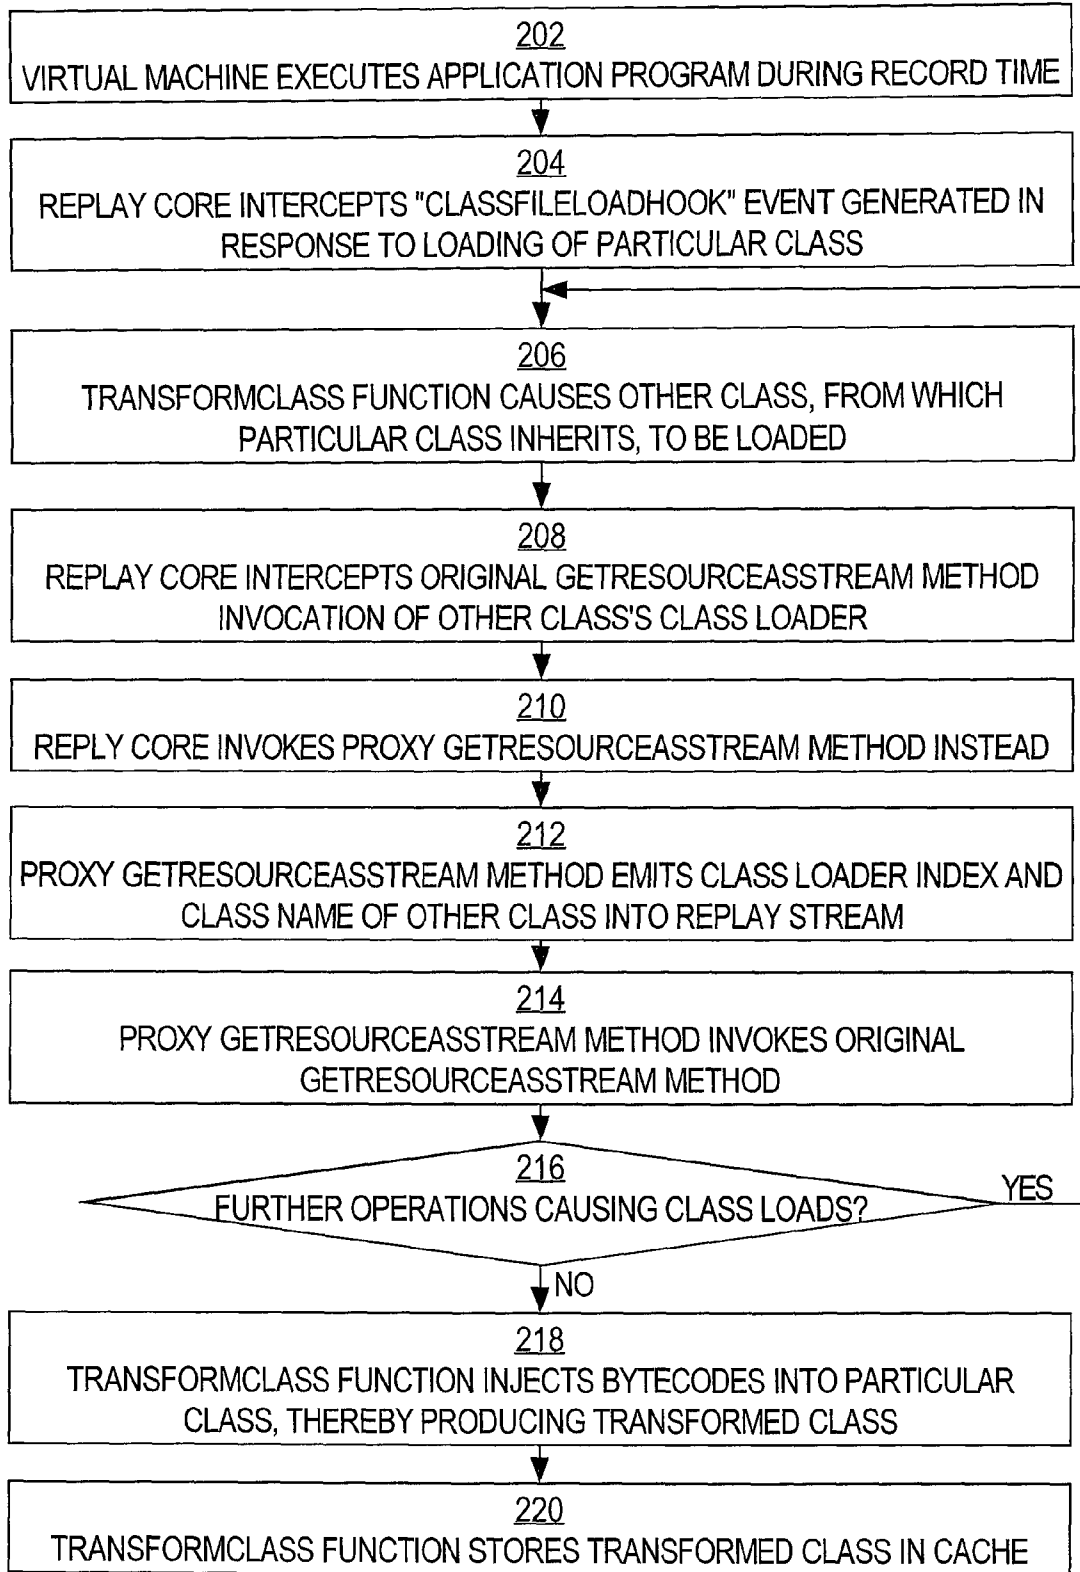 202
VIRTUAL MACHINE EXECUTES APPLICATION PROGRAM DURING RECORD TIME
204
REPLAY CORE INTERCEPTS "CLASSFILELOADHOOK" EVENT GENERATED IN
RESPONSE TO LOADING OF PARTICULAR CLASS
206
TRANSFORMCLASS FUNCTION CAUSES OTHER CLASS, FROM WHICH
PARTICULAR CLASS INHERITS, TO BE LOADED
208
REPLAY CORE INTERCEPTS ORIGINAL GETRESOURCEASSTREAM METHOD
INVOCATION OF OTHER CLASS'S CLASS LOADER
210
REPLY CORE INVOKES PROXY GETRESOURCEASSTREAM METHOD INSTEAD
212
PROXY GETRESOURCEASSTREAM METHOD EMITS CLASS LOADER INDEX AND
CLASS NAME OF OTHER CLASS INTO REPLAY STREAM
214
PROXY GETRESOURCEASSTREAM METHOD INVOKES ORIGINAL
GETRESOURCEASSTREAM METHOD
216
FURTHER OPERATIONS CAUSING CLASS LOADS?
YES
NO
218
TRANSFORMCLASS FUNCTION INJECTS BYTECODES INTO PARTICULAR
CLASS, THEREBY PRODUCING TRANSFORMED CLASS
220
TRANSFORMCLASS FUNCTION STORES TRANSFORMED CLASS IN CACHE